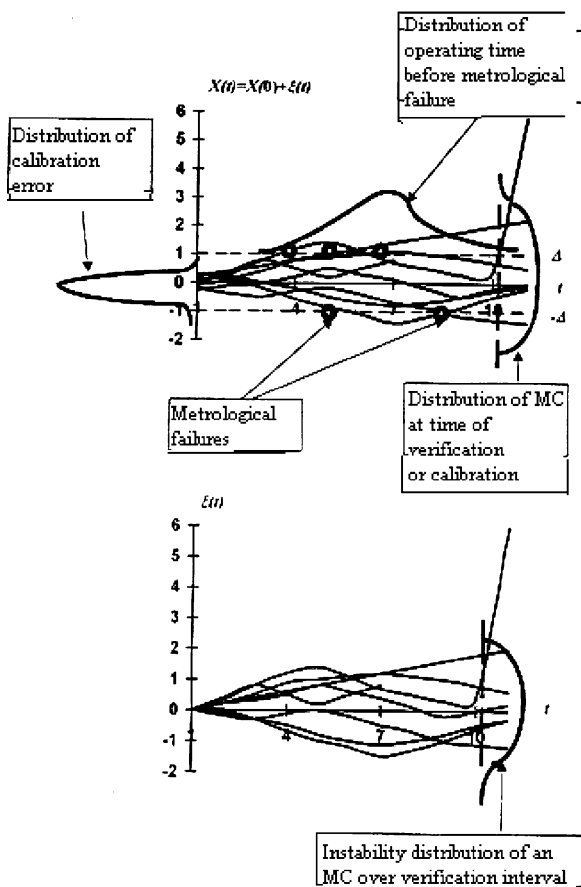 Distribution of
operating time
before metrological
failure
X(t)=X(0)+ξ(t)
Distribution of
calibration
error
6
5
4
3
2
1
0
-1
-2
Δ
t
-Δ
4
7
Metrological
failures
Distribution of MC
at time of
verification
or calibration
ξ(t)
6
5
4
3
2
1
0
-1
-2
4
7
10
t
Instability distribution of an
MC over verification interval